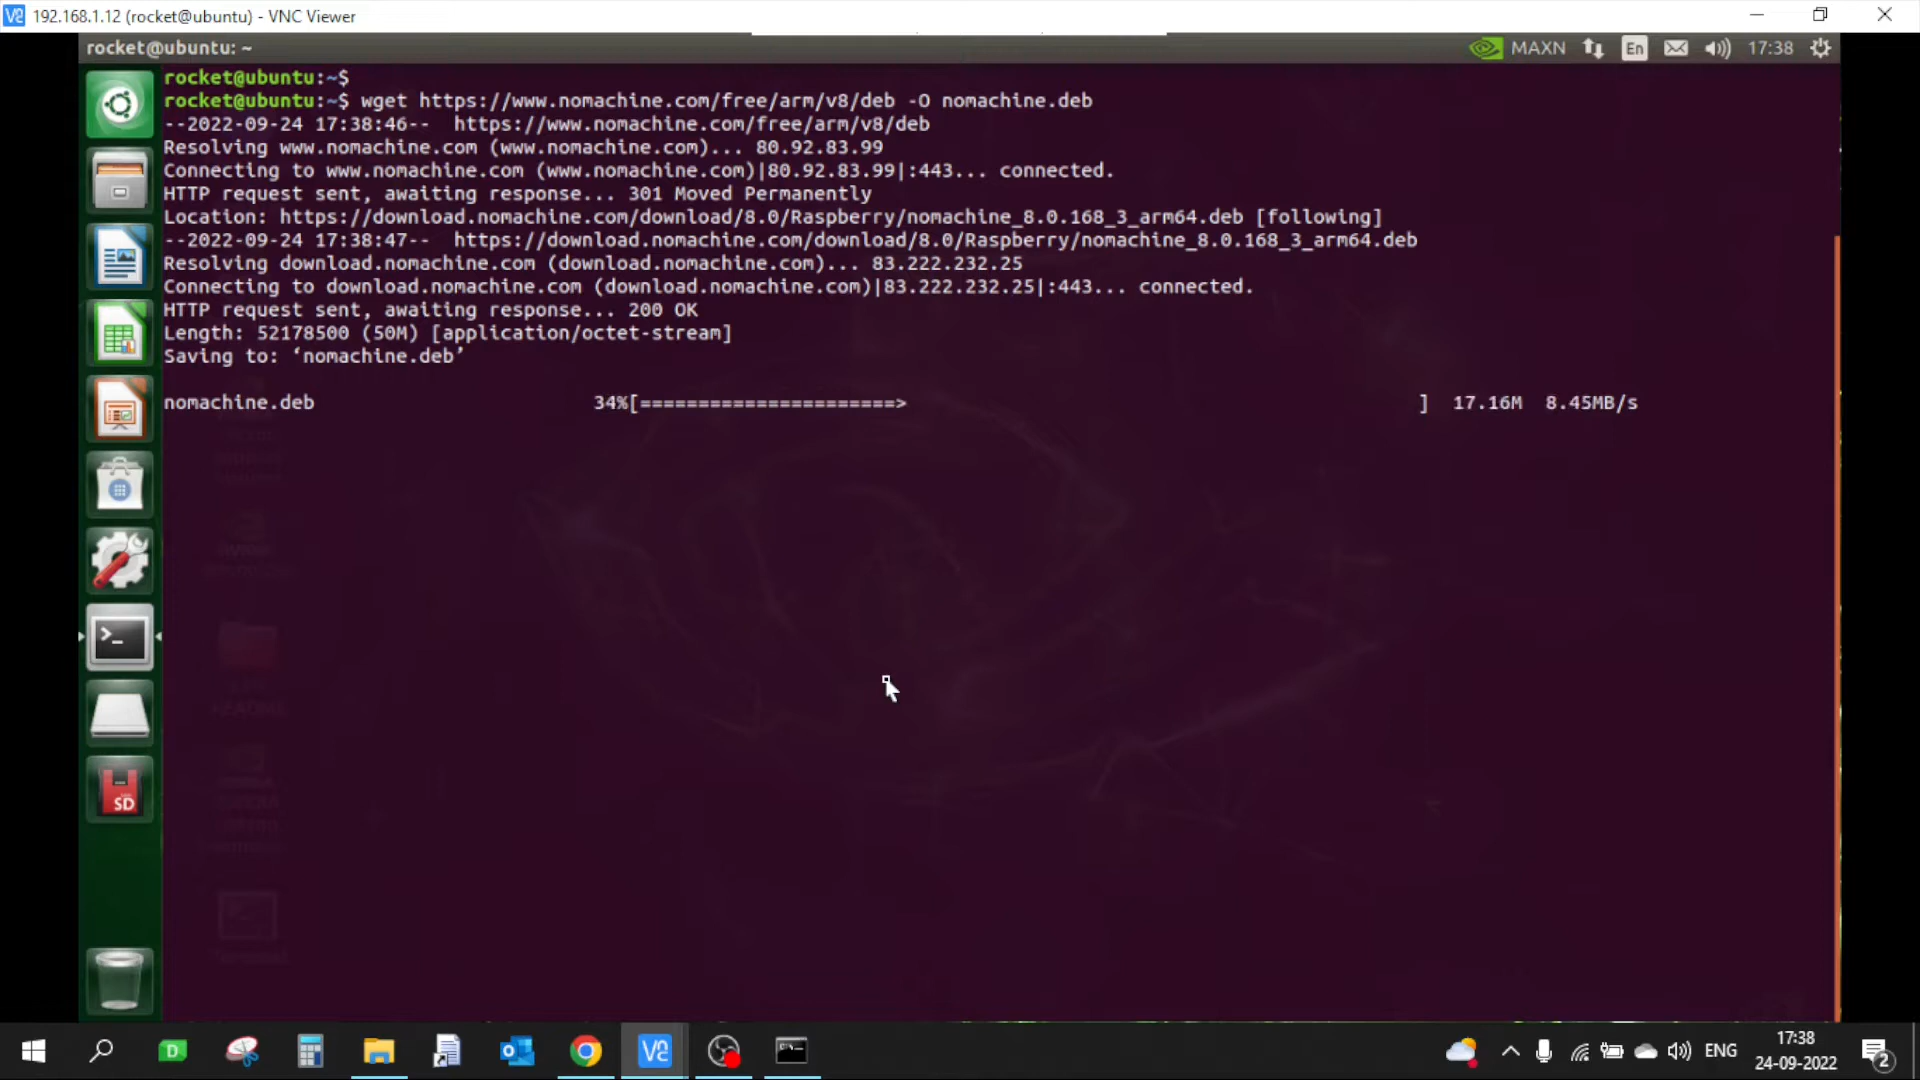 192.168.1.12 (rocket@ubuntu) - VNC Viewer
rocket@ubuntu: ~
MAXN
En
17:38
rocket@ubuntu:~$
rocket@ubuntu:~$ wget https://www.nomachine.com/free/arm/v8/deb -O nomachine.deb
--2022-09-24 17:38:46--  https://www.nomachine.com/free/arm/v8/deb
Resolving www.nomachine.com (www.nomachine.com)... 80.92.83.99
Connecting to www.nomachine.com (www.nomachine.com)|80.92.83.99|:443... connected.
HTTP request sent, awaiting response... 301 Moved Permanently
Location: https://download.nomachine.com/download/8.0/Raspberry/nomachine_8.0.168_3_arm64.deb [following]
--2022-09-24 17:38:47--  https://download.nomachine.com/download/8.0/Raspberry/nomachine_8.0.168_3_arm64.deb
Resolving download.nomachine.com (download.nomachine.com)... 83.222.232.25
Connecting to download.nomachine.com (download.nomachine.com)|83.222.232.25|:443... connected.
HTTP request sent, awaiting response... 200 OK
Length: 52178500 (50M) [application/octet-stream]
Saving to: ‘nomachine.deb’
nomachine.deb 34%[======================> ] 17.16M 8.45MB/s
SD
ENG
17:38
24-09-2022
2